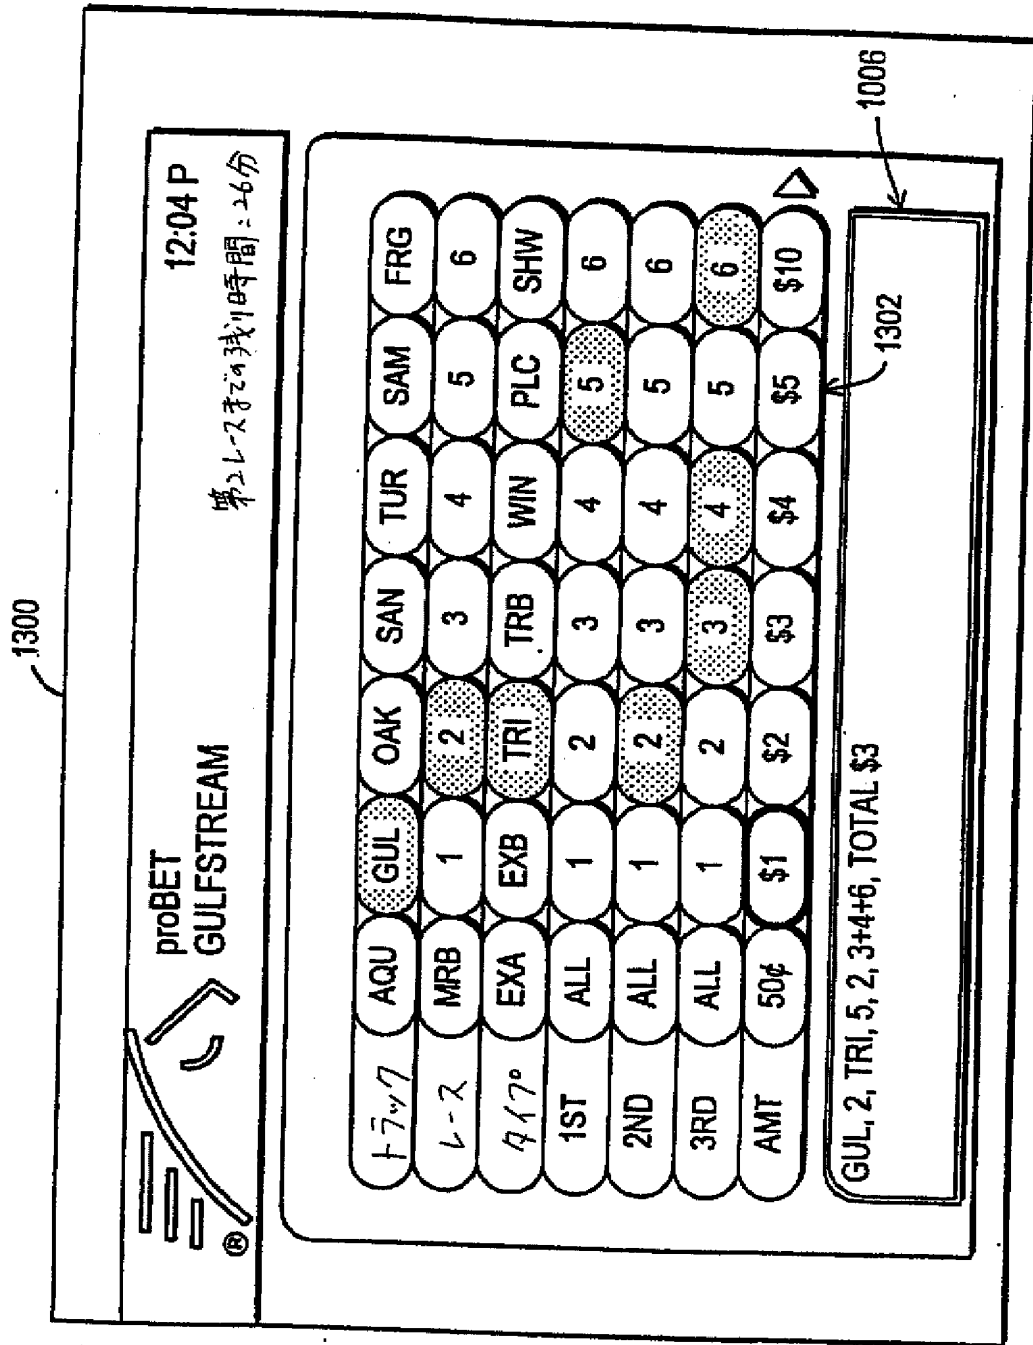 1300
proBET
GULFSTREAM
12:04 P
第2レースまでの残り時間：26分
トラック AQU GUL OAK SAN TUR SAM FRG
レース MRB 1 2 3 4 5 6
タイプ EXA EXB TRI TRB WIN PLC SHW
1ST ALL 1 2 3 4 5 6
2ND ALL 1 2 3 4 5 6
3RD ALL 1 2 3 4 5 6
AMT 50¢ $1 $2 $3 $4 $5 $10
GUL, 2, TRI, 5, 2, 3+4+6, TOTAL $3
1302
1006
®